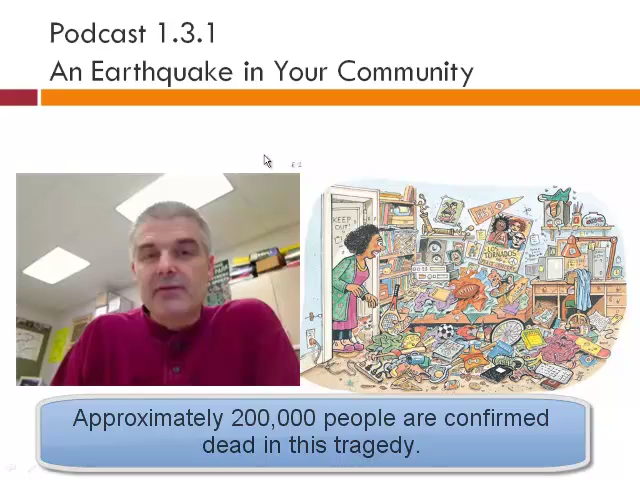 Podcast 1.3.1
An Earthquake in Your Community
KEEP
OUT!
TORNADOS
Approximately 200,000 people are confirmed
dead in this tragedy.